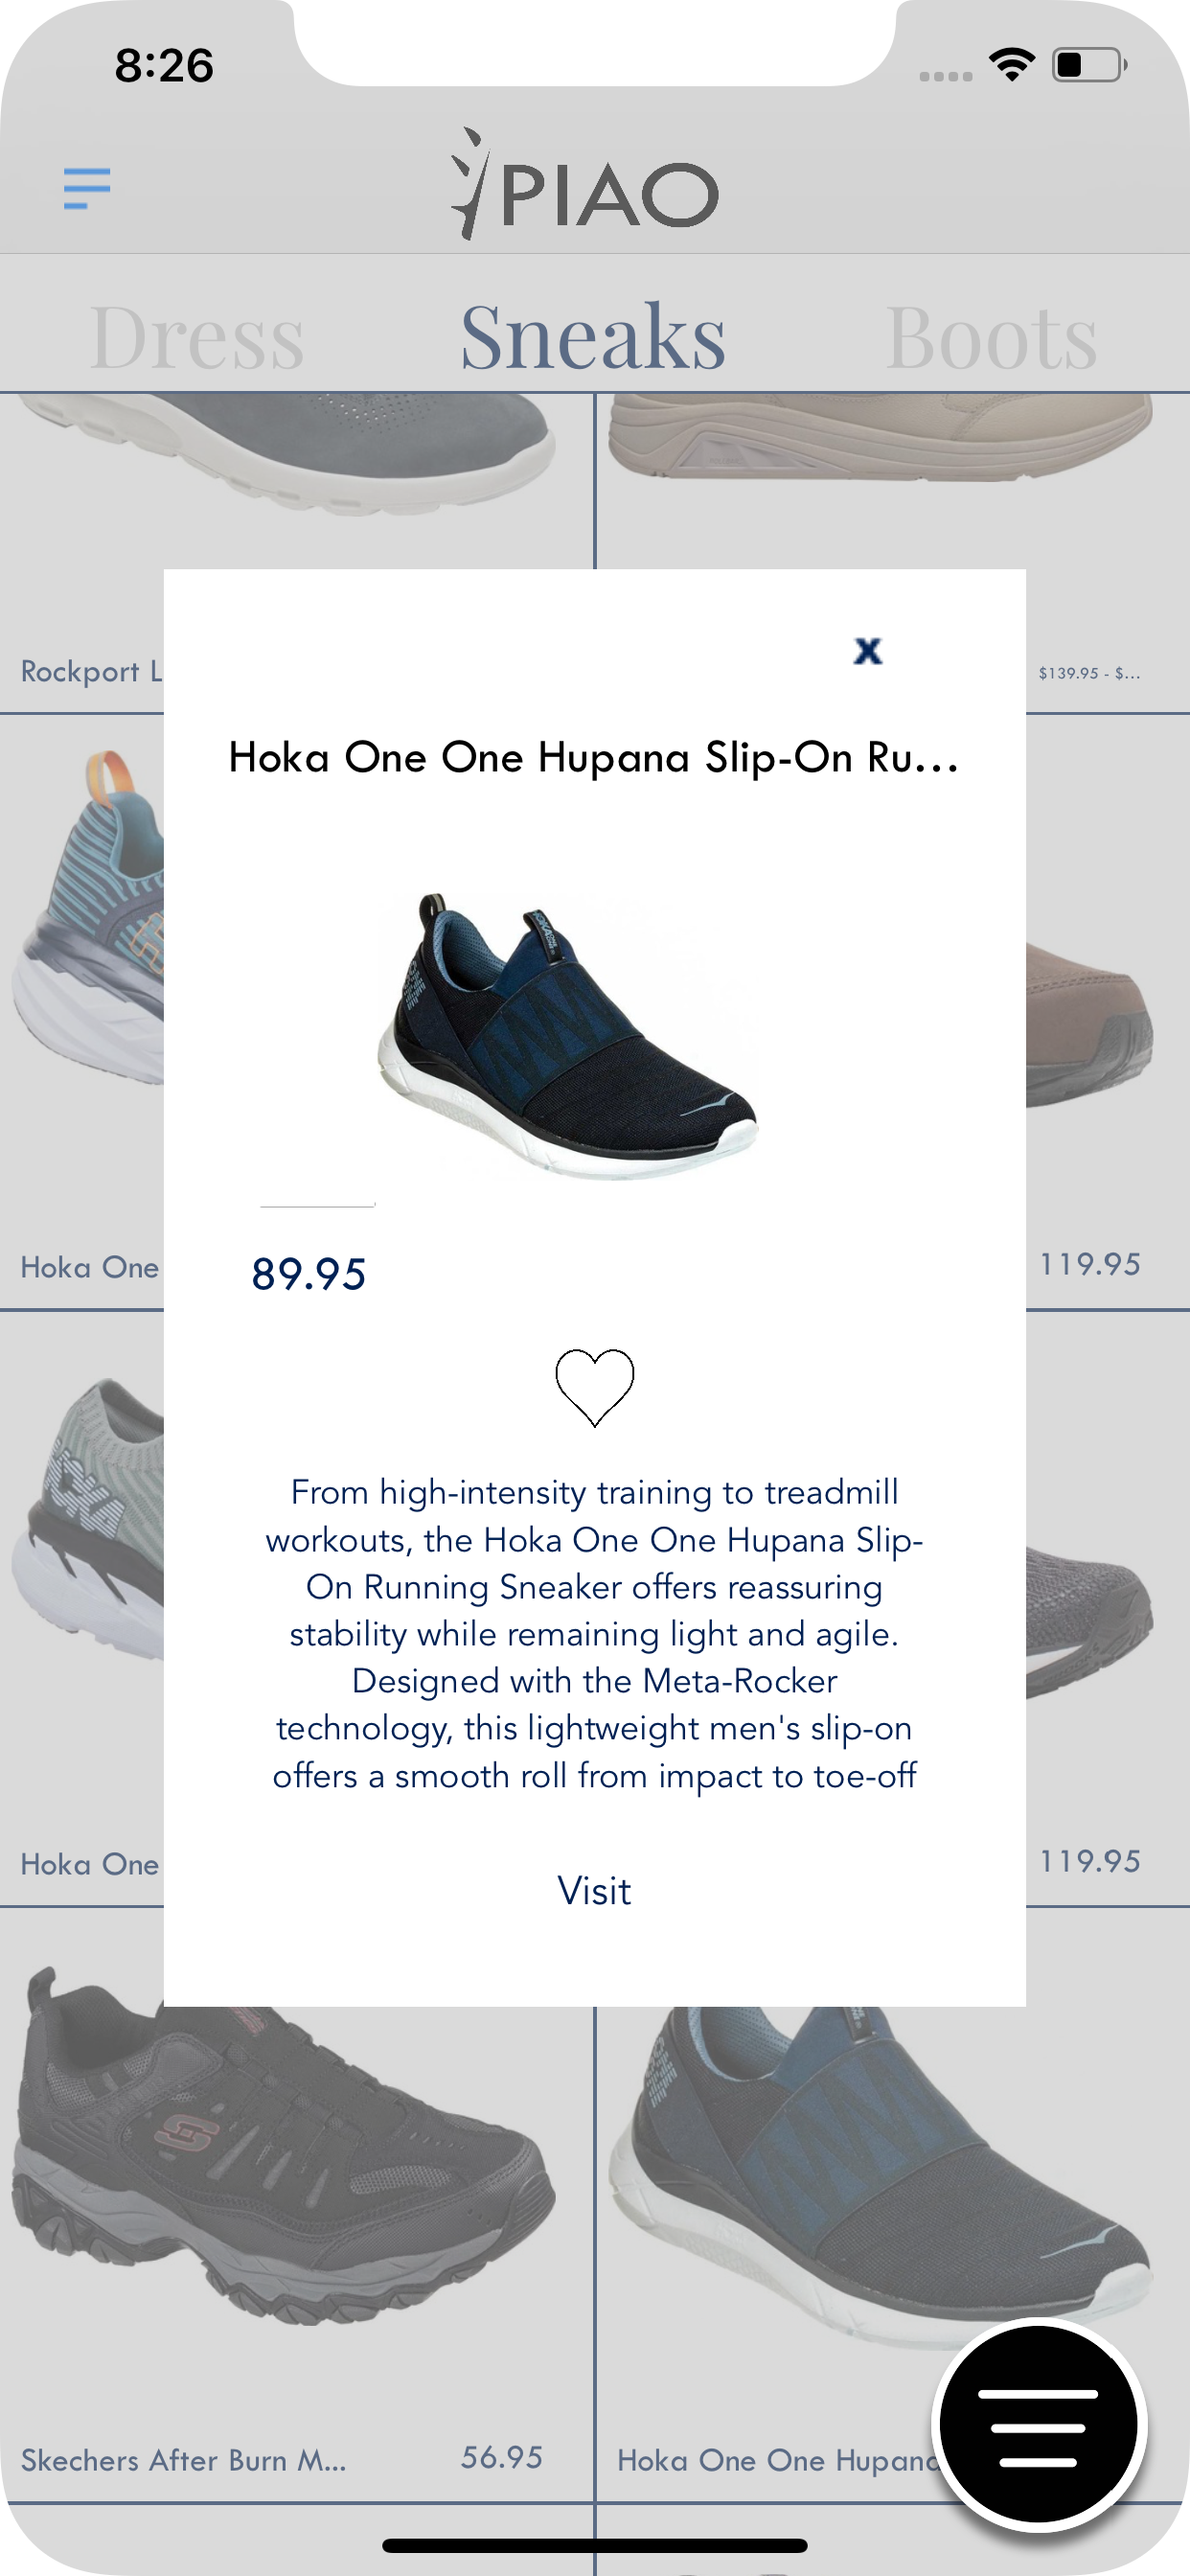 8:26
PIAO
Dress Sneaks Boots
Rockport L
$139.95 - $...
x
Hoka One One Hupana Slip-On Ru...
89.95
From high-intensity training to treadmill
workouts, the Hoka One One Hupana Slip-
On Running Sneaker offers reassuring
stability while remaining light and agile.
Designed with the Meta-Rocker
technology, this lightweight men's slip-on
offers a smooth roll from impact to toe-off
Visit
Hoka One
119.95
HOKA
Hoka One
119.95
Skechers After Burn M...
56.95
Hoka One One Hupana